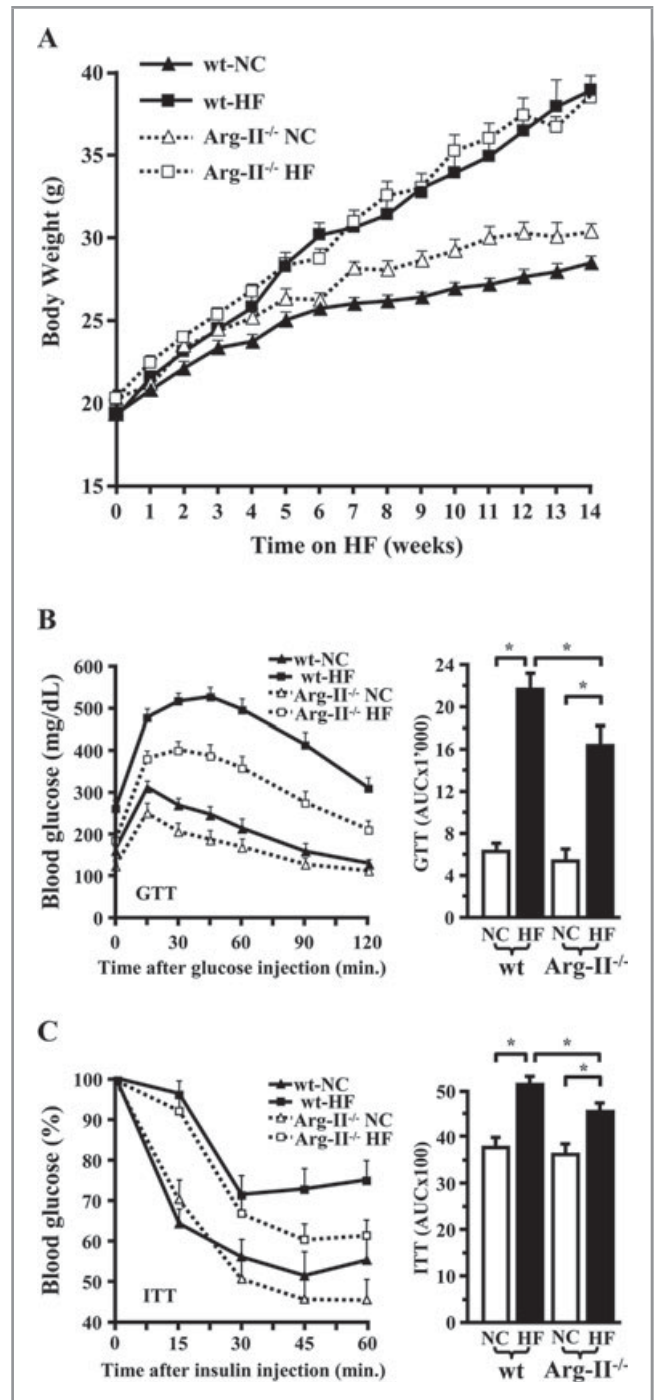 A
wt-NC
wt-HF
Arg-II⁻/⁻ NC
Arg-II⁻/⁻ HF
Body Weight (g)
40
35
30
25
20
15
0 1 2 3 4 5 6 7 8 9 10 11 12 13 14
Time on HF (weeks)
B
wt-NC
wt-HF
Arg-II⁻/⁻ NC
Arg-II⁻/⁻ HF
Blood glucose (mg/dL)
600
500
400
300
200
100
0
GTT
0 30 60 90 120
Time after glucose injection (min.)
* * *
GTT (AUCx1'000)
24
20
16
12
8
4
0
NC HF NC HF
wt Arg-II⁻/⁻
C
wt-NC
wt-HF
Arg-II⁻/⁻ NC
Arg-II⁻/⁻ HF
Blood glucose (%)
100
90
80
70
60
50
40
ITT
0 15 30 45 60
Time after insulin injection (min.)
* * *
ITT (AUCx100)
50
40
30
20
10
0
NC HF NC HF
wt Arg-II⁻/⁻